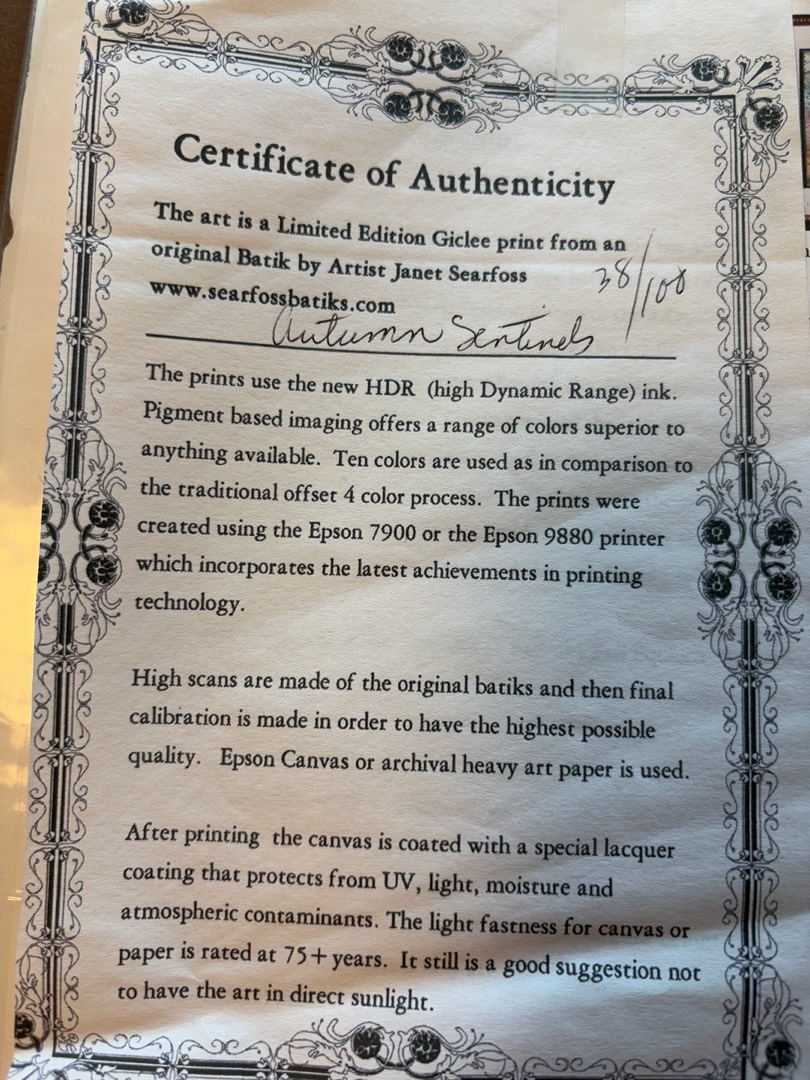 Certificate of Authenticity
The art is a Limited Edition Giclee print from an
original Batik by Artist Janet Searfoss
www.searfossbatiks.com
38/100
Autumn Sentinels
The prints use the new HDR (high Dynamic Range) ink.
Pigment based imaging offers a range of colors superior to
anything available. Ten colors are used as in comparison to
the traditional offset 4 color process. The prints were
created using the Epson 7900 or the Epson 9880 printer
which incorporates the latest achievements in printing
technology.
High scans are made of the original batiks and then final
calibration is made in order to have the highest possible
quality. Epson Canvas or archival heavy art paper is used.
After printing the canvas is coated with a special lacquer
coating that protects from UV, light, moisture and
atmospheric contaminants. The light fastness for canvas or
paper is rated at 75+ years. It still is a good suggestion not
to have the art in direct sunlight.